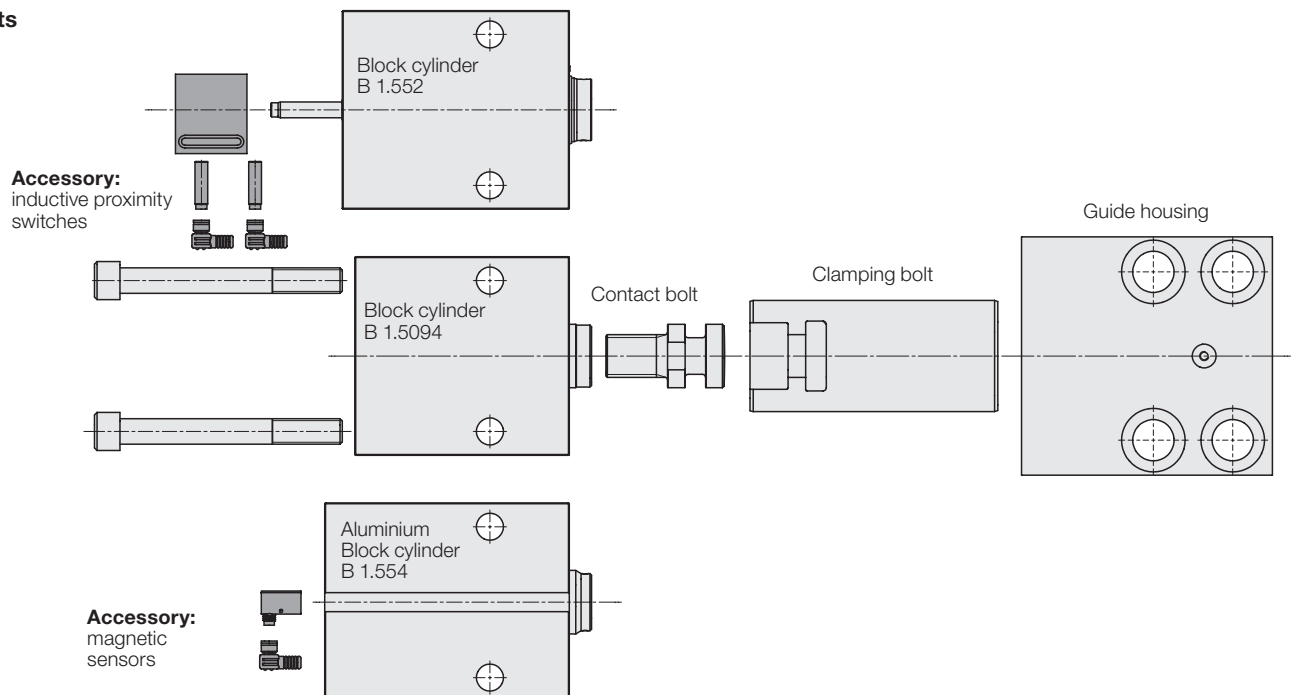 ts
Block cylinder
B 1.552
Accessory:
inductive proximity
switches
Guide housing
Clamping bolt
Contact bolt
Block cylinder
B 1.5094
Aluminium
Block cylinder
B 1.554
Accessory:
magnetic
sensors